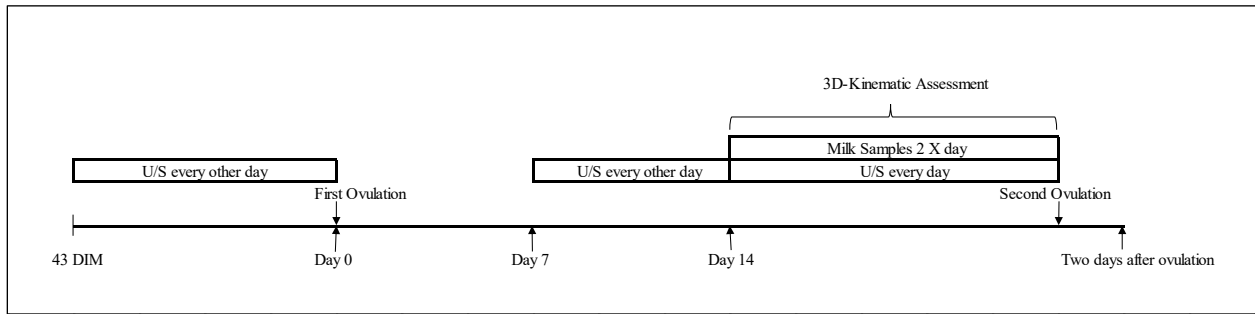 3D-Kinematic Assessment
Milk Samples 2 X day
U/S every other day
U/S every other day
U/S every day
First Ovulation
Second Ovulation
43 DIM
Day 0
Day 7
Day 14
Two days after ovulation